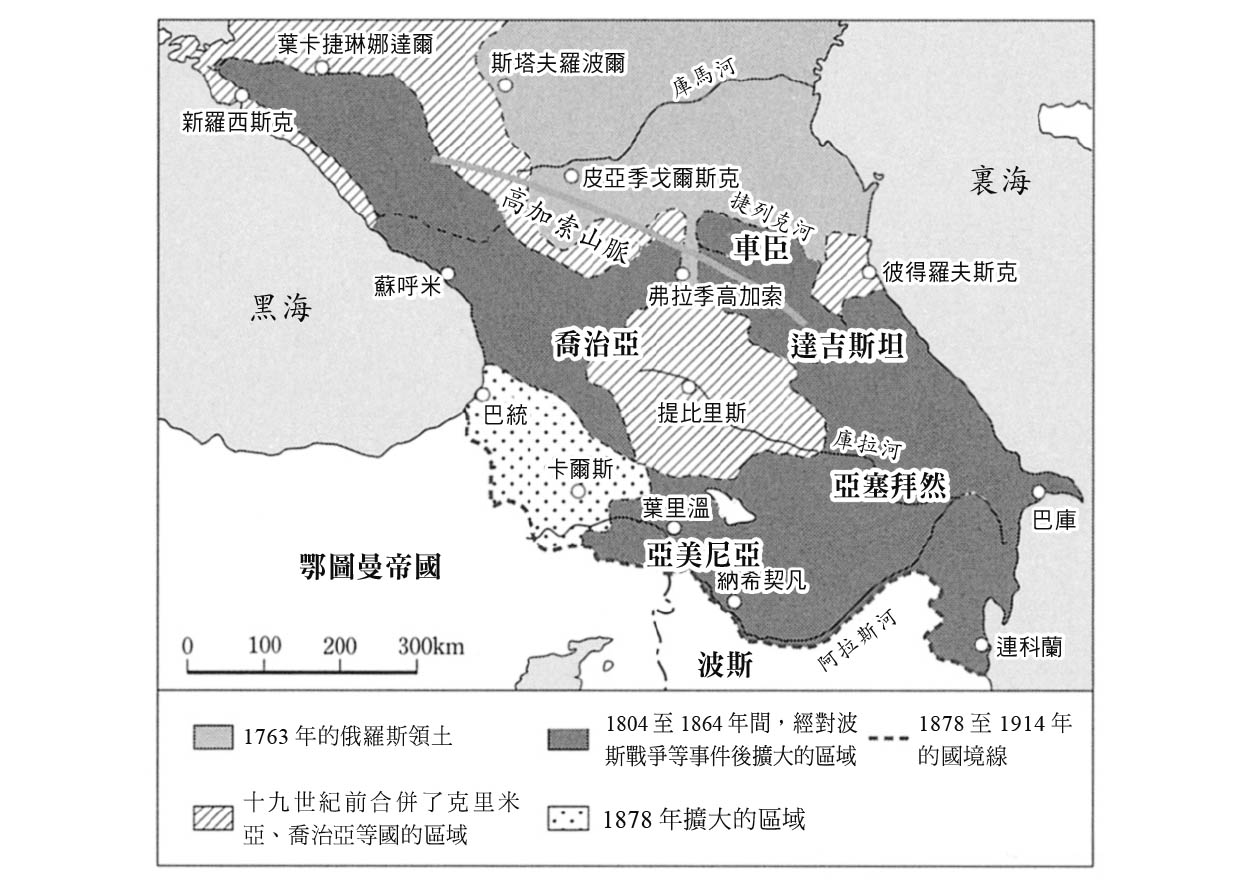 葉卡捷琳娜達爾
斯塔夫羅波爾
庫馬河
新羅西斯克
皮亞季戈爾斯克
裏海
高加索山脈
捷列克河
車臣
蘇呼米
弗拉季高加索
彼得羅夫斯克
黑海
喬治亞
達吉斯坦
巴統
提比里斯
庫拉河
卡爾斯
亞塞拜然
葉里溫
巴庫
鄂圖曼帝國
亞美尼亞
納希契凡
阿拉斯河
連科蘭
波斯
0 100 200 300km
1763 年的俄羅斯領土
1804 至 1864 年間，經對波
斯戰爭等事件後擴大的區域
1878 至 1914 年
的國境線
十九世紀前合併了克里米
亞、喬治亞等國的區域
1878 年擴大的區域